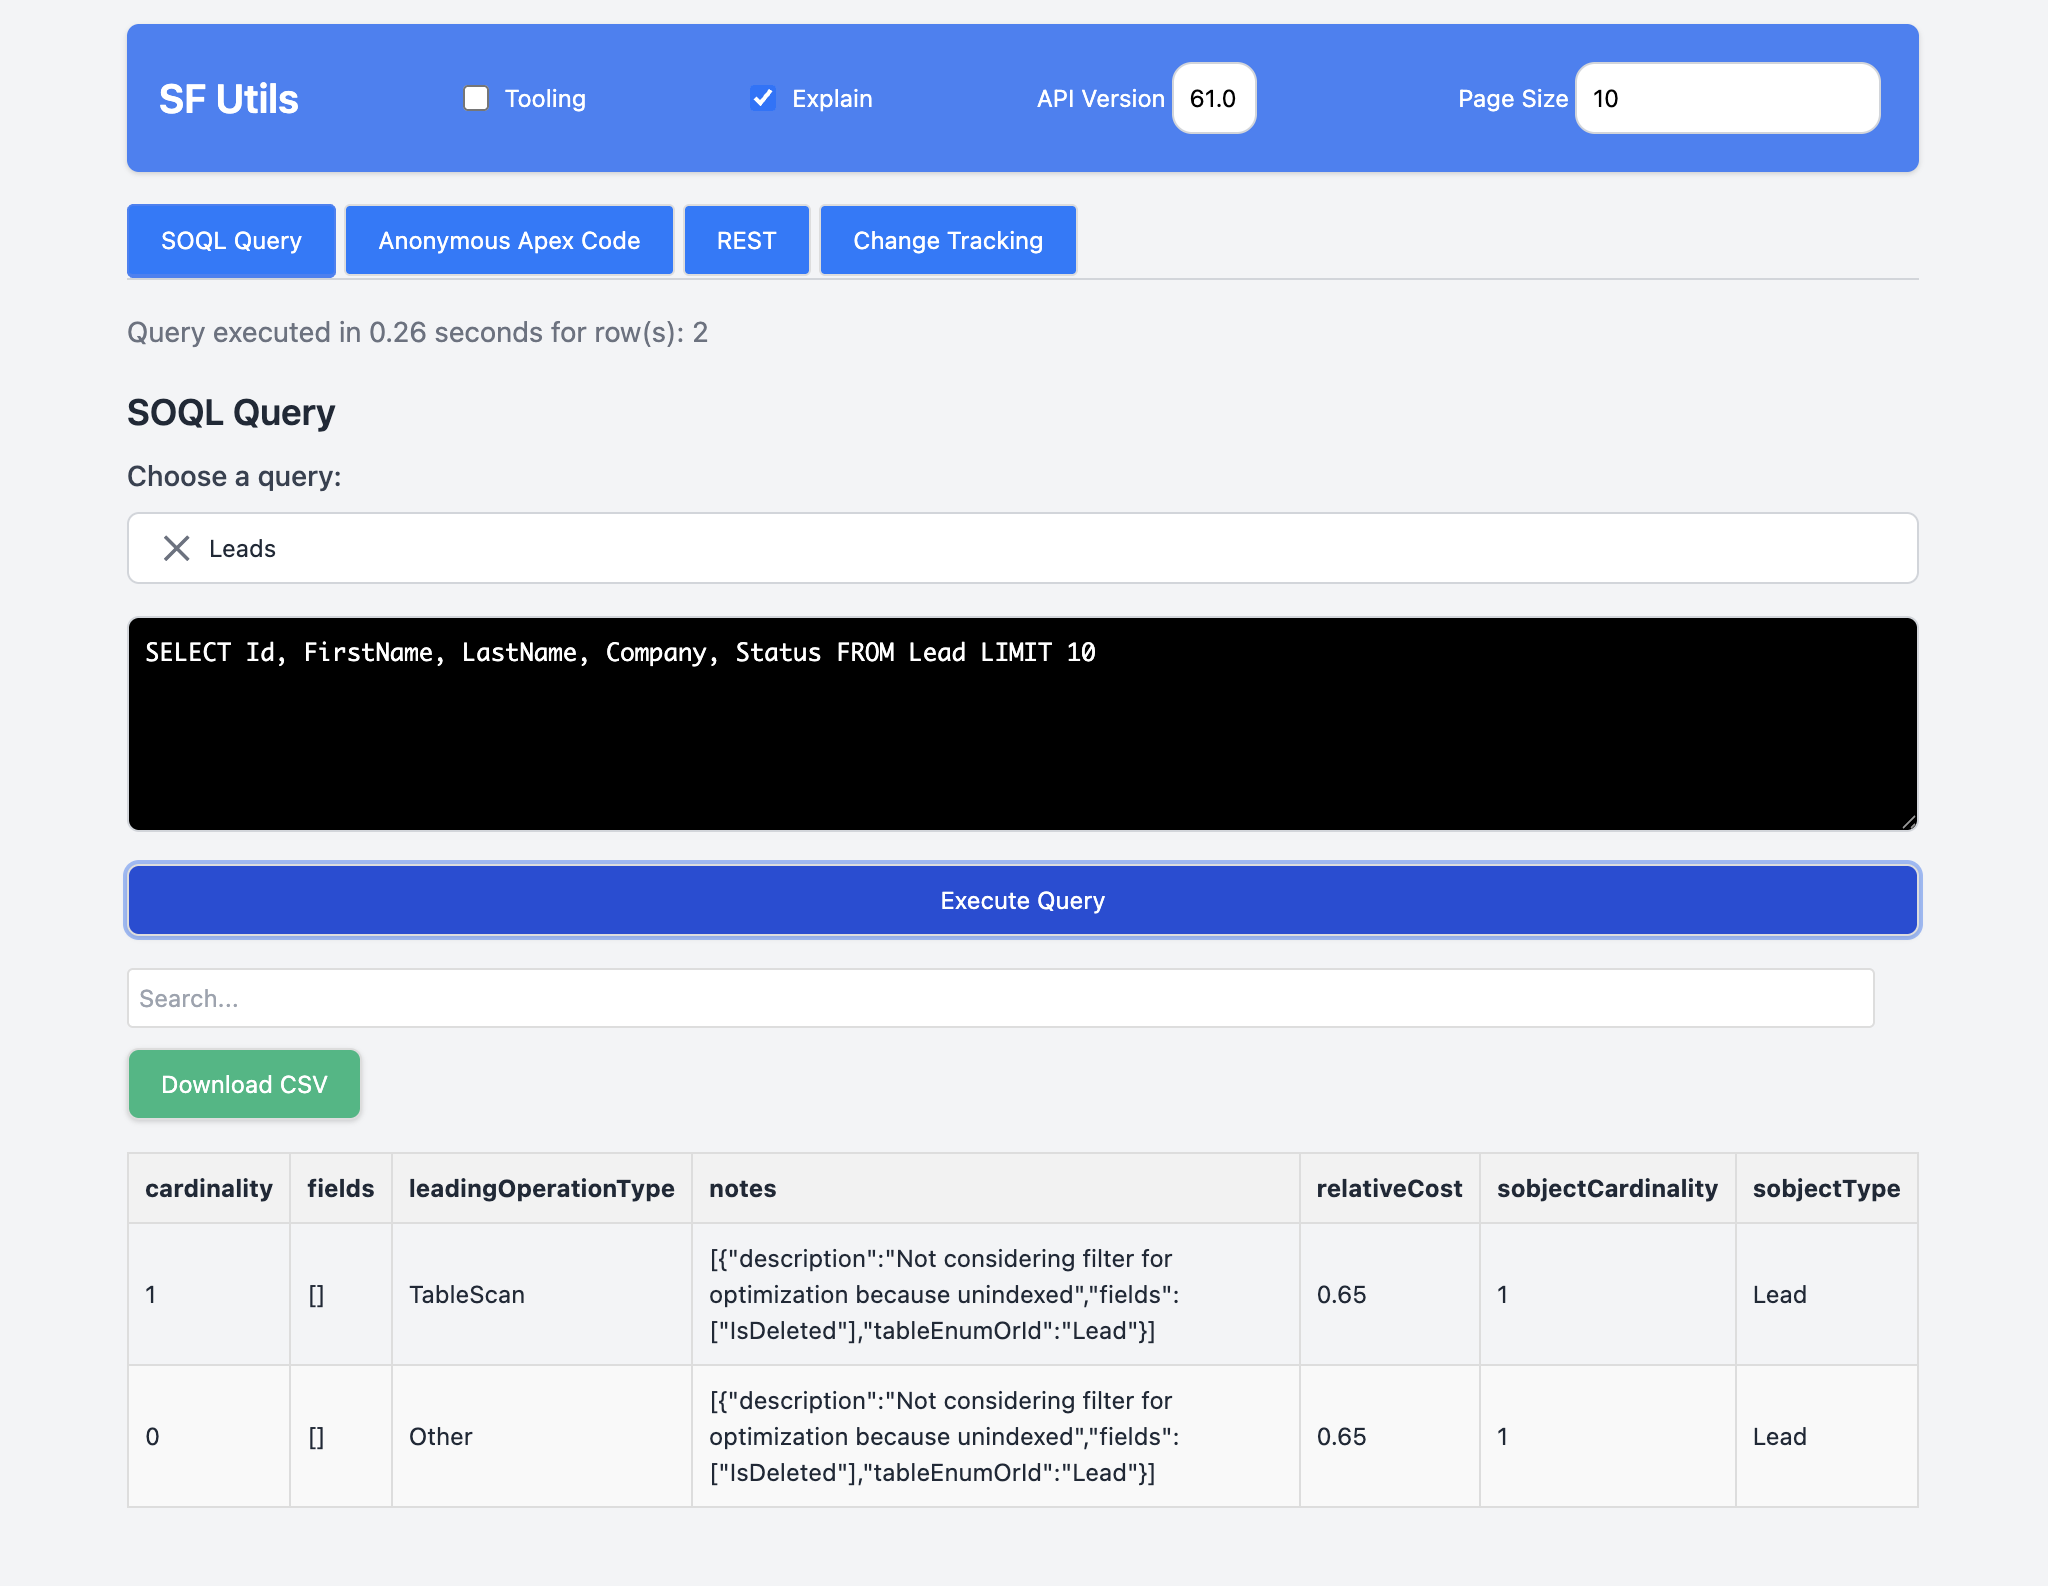 SF Utils Tooling Explain API Version 61.0 Page Size 10
SOQL Query Anonymous Apex Code REST Change Tracking
Query executed in 0.26 seconds for row(s): 2
SOQL Query
Choose a query:
Leads
SELECT Id, FirstName, LastName, Company, Status FROM Lead LIMIT 10
Execute Query
Search...
Download CSV
cardinality fields leadingOperationType notes relativeCost sobjectCardinality sobjectType
[{"description":"Not considering filter for
1 [] TableScan optimization because unindexed","fields": 0.65 1 Lead
["IsDeleted"],"tableEnumOrId":"Lead"}]
[{"description":"Not considering filter for
0 [] Other optimization because unindexed","fields": 0.65 1 Lead
["IsDeleted"],"tableEnumOrId":"Lead"}]